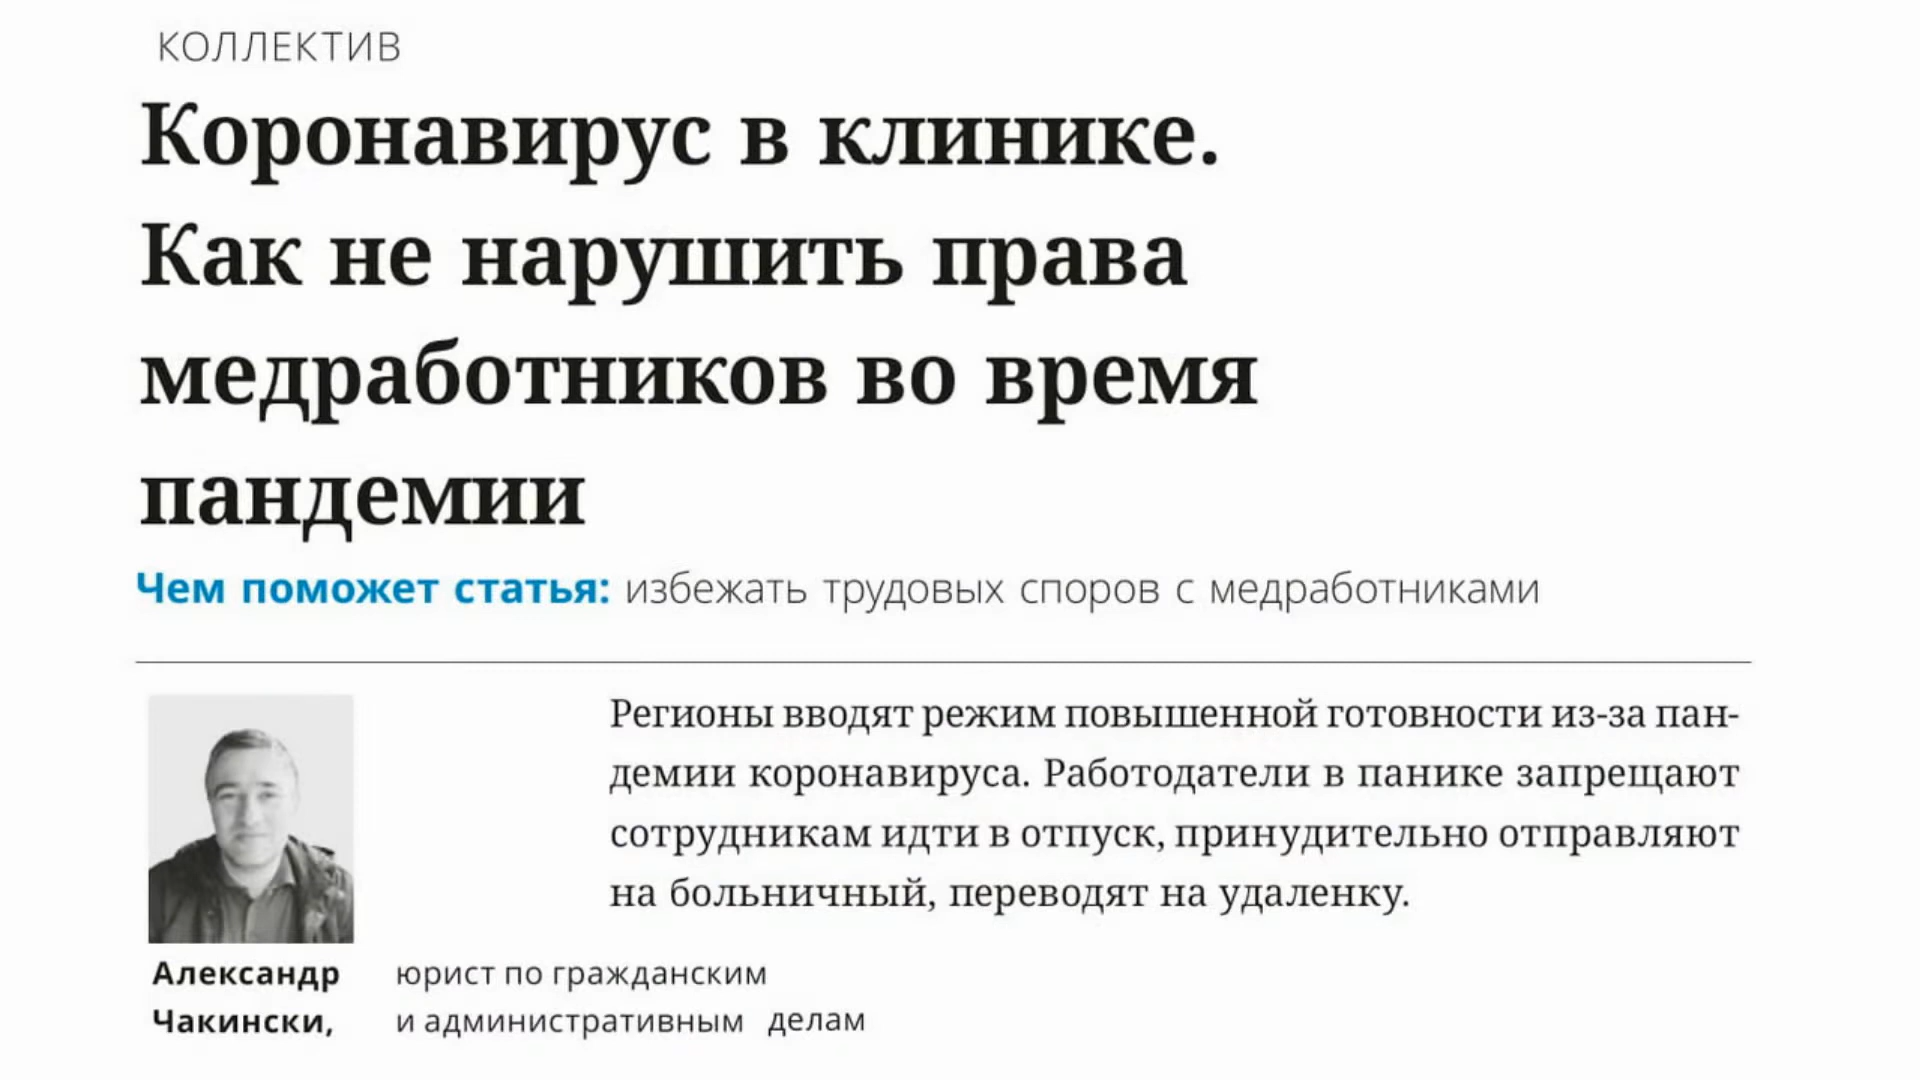 КОЛЛЕКТИВ
Коронавирус в клинике.
Как не нарушить права
медработников во время
пандемии
Чем поможет статья: избежать трудовых споров с медработниками
Регионы вводят режим повышенной готовности из-за пан-
демии коронавируса. Работодатели в панике запрещают
сотрудникам идти в отпуск, принудительно отправляют
на больничный, переводят на удаленку.
Александр юрист по гражданским
Чакински, и административным делам